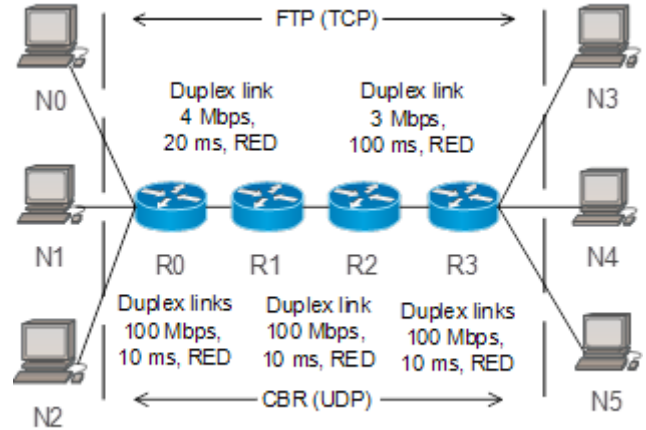 FTP (TCP)
N0
N3
Duplex link
4 Mbps,
20 ms, RED
Duplex link
3 Mbps,
100 ms, RED
N1
R0
R1
R2
R3
N4
Duplex links
100 Mbps,
10 ms, RED
Duplex link
100 Mbps,
10 ms, RED
Duplex links
100 Mbps,
10 ms, RED
N2
CBR (UDP)
N5